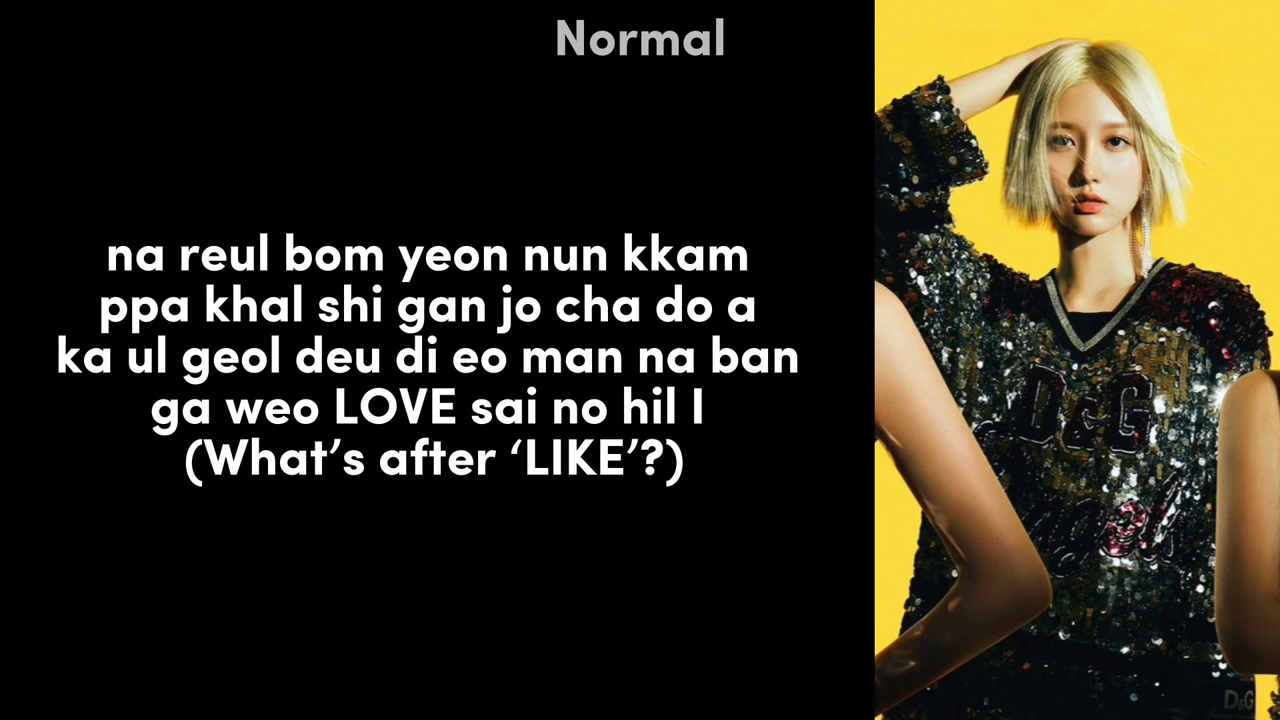 Normal
na reul bom yeon nun kkam
ppa khal shi gan jo cha do a
ka ul geol deu di eo man na ban
ga weo LOVE sai no hil I
(What’s after ‘LIKE’?)
D&G
Angel
D&G